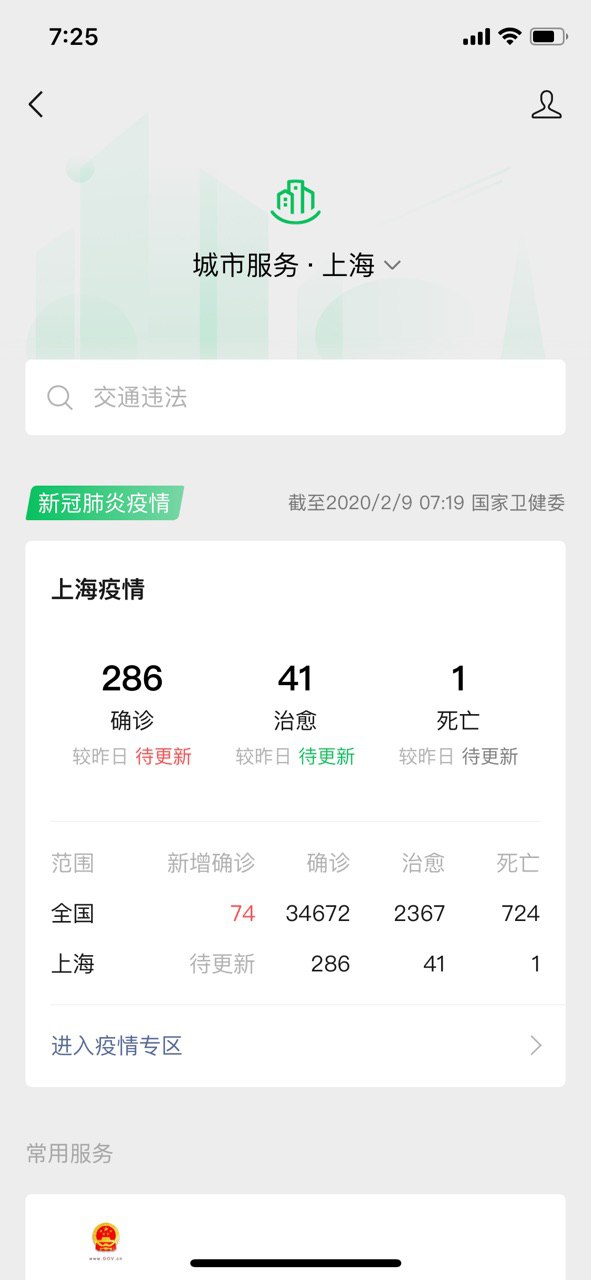 7:25
城市服务 · 上海
交通违法
新冠肺炎疫情
截至2020/2/9 07:19 国家卫健委
上海疫情
286 41 1
确诊 治愈 死亡
较昨日 待更新 较昨日 待更新 较昨日 待更新
范围 新增确诊 确诊 治愈 死亡
全国 74 34672 2367 724
上海 待更新 286 41 1
进入疫情专区
常用服务
www.GOV.cn